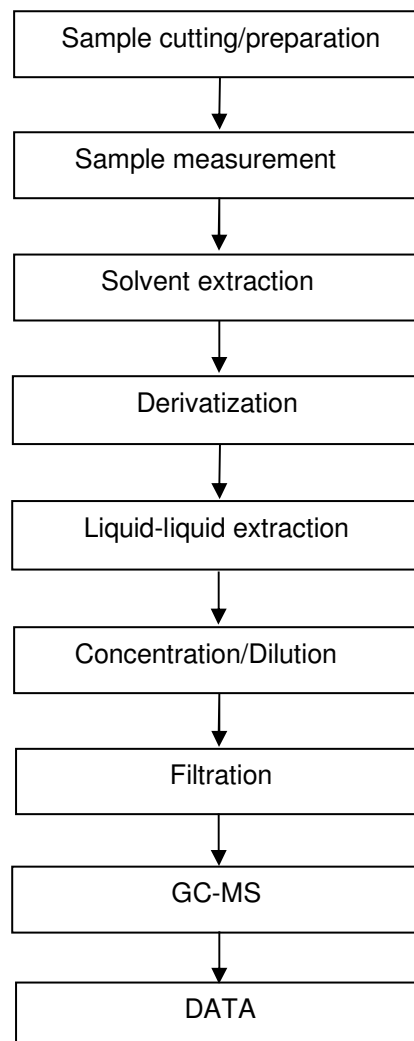 Sample cutting/preparation
Sample measurement
Solvent extraction
Derivatization
Liquid-liquid extraction
Concentration/Dilution
Filtration
GC-MS
DATA